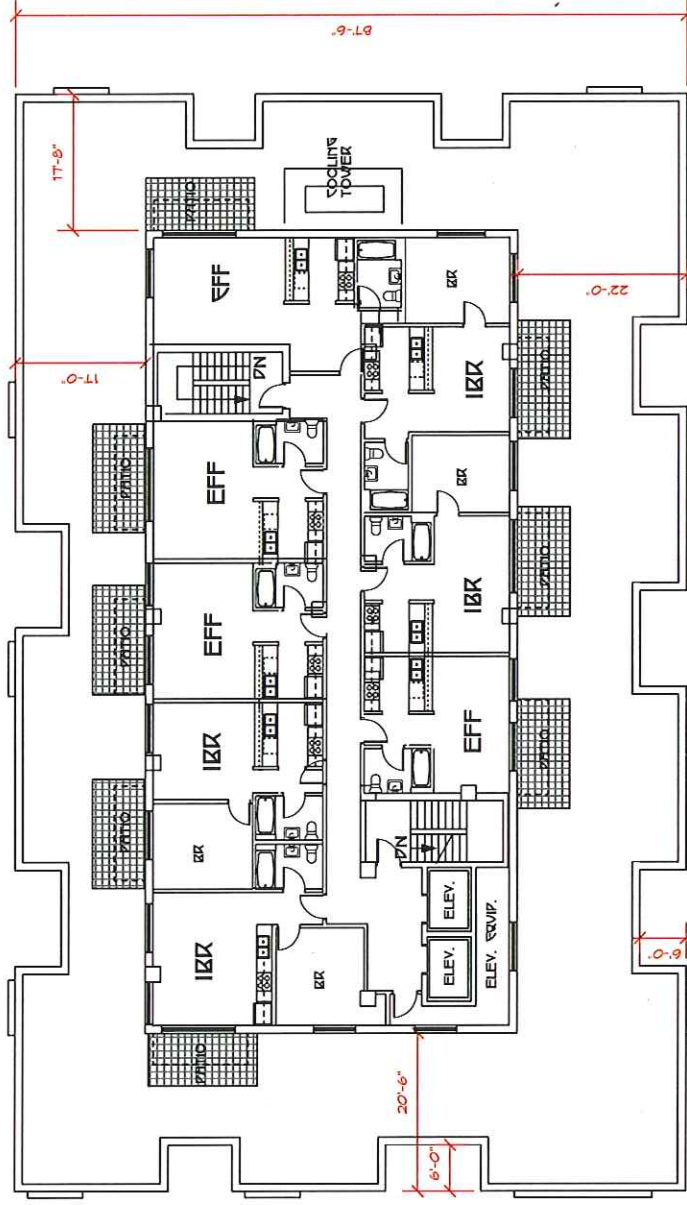 87'-6"
17'-8"
PATIO
COOLING
TOWER
EFF
BR
22'-0"
17'-0"
DN
1BR
PATIO
PATIO
EFF
BR
PATIO
EFF
1BR
PATIO
1BR
EFF
PATIO
PATIO
BR
DN
1BR
BR
ELEV.
ELEV.
ELEV. EQUIP.
6'-0"
PATIO
20'-6"
6'-0"